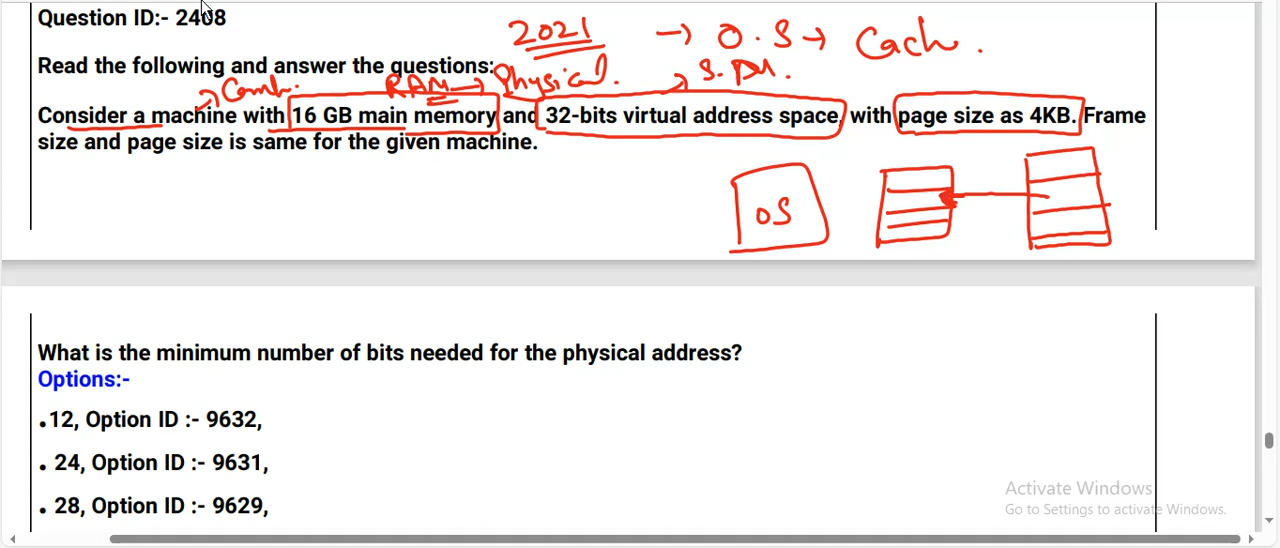 Question ID:- 2408
2021 → O.S → Cach.
Read the following and answer the questions:
Comb. RAM → Physical. → S.M.
Consider a machine with 16 GB main memory and 32-bits virtual address space, with page size as 4KB. Frame
size and page size is same for the given machine.
OS
What is the minimum number of bits needed for the physical address?
Options:-
.12, Option ID :- 9632,
. 24, Option ID :- 9631,
. 28, Option ID :- 9629,
Activate Windows
Go to Settings to activate Windows.